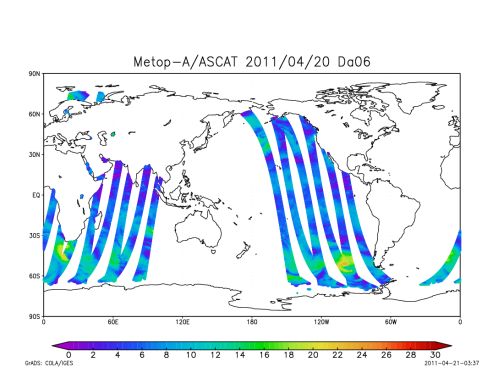 Metop-A/ASCAT 2011/04/20 Da06
90N
60N
30N
EQ
30S
60S
90S
0 60E 120E 180 120W 60W 0
0 2 4 6 8 10 12 14 16 18 20 22 24 26 28 30
GrADS: COLA/IGES 2011-04-21-03:37